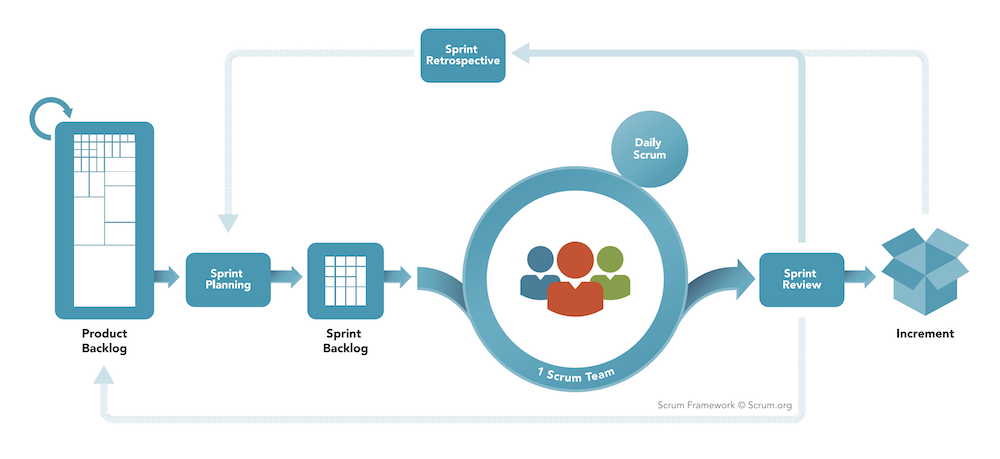 Sprint
Retrospective
Daily
Scrum
Sprint
Planning
Sprint
Review
Product
Backlog
Sprint
Backlog
Increment
1 Scrum Team
Scrum Framework © Scrum.org